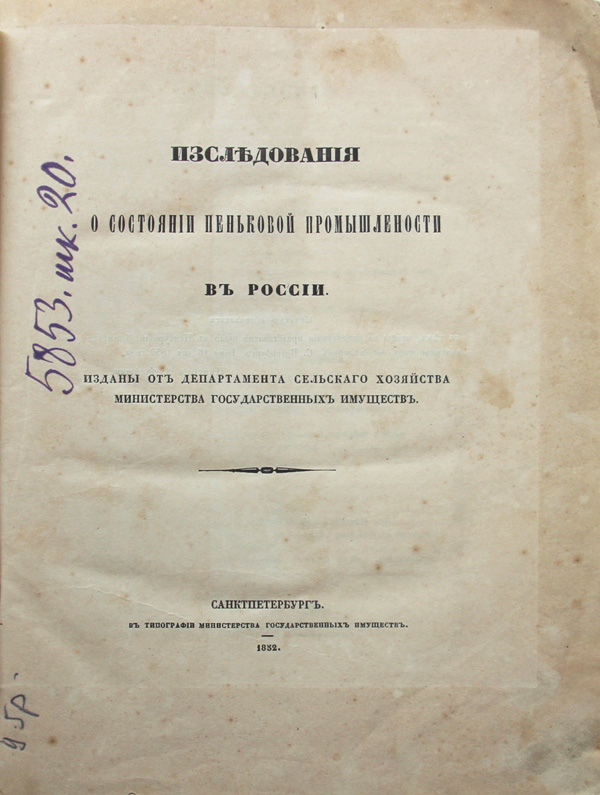 ИЗСЛѢДОВАНІЯ
О СОСТОЯНІИ ПЕНЬКОВОЙ ПРОМЫШЛЕНОСТИ
ВЪ РОССІИ.
ИЗДАНЫ ОТЪ ДЕПАРТАМЕНТА СЕЛЬСКАГО ХОЗЯЙСТВА
МИНИСТЕРСТВА ГОСУДАРСТВЕННЫХЪ ИМУЩЕСТВЪ.
САНКТПЕТЕРБУРГЪ.
ВЪ ТИПОГРАФІИ МИНИСТЕРСТВА ГОСУДАРСТВЕННЫХЪ ИМУЩЕСТВЪ.
1852.
5853. шк. 20.
95р